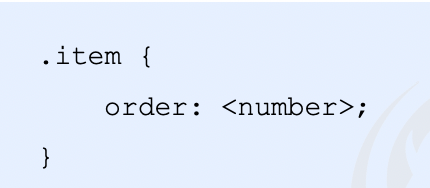 .item {
    order: <number>;
}